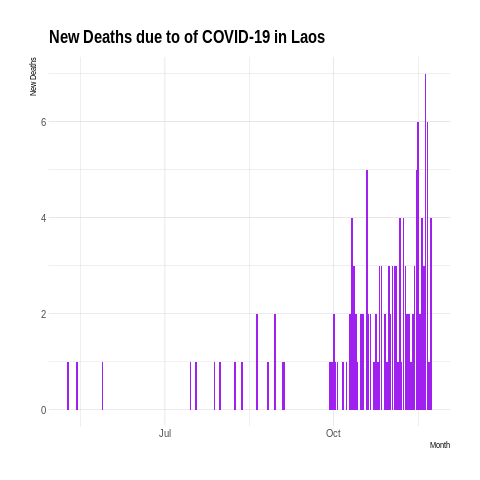 New Deaths due to of COVID-19 in Laos
New Deaths
6
4
2
0
Jul
Oct
Month